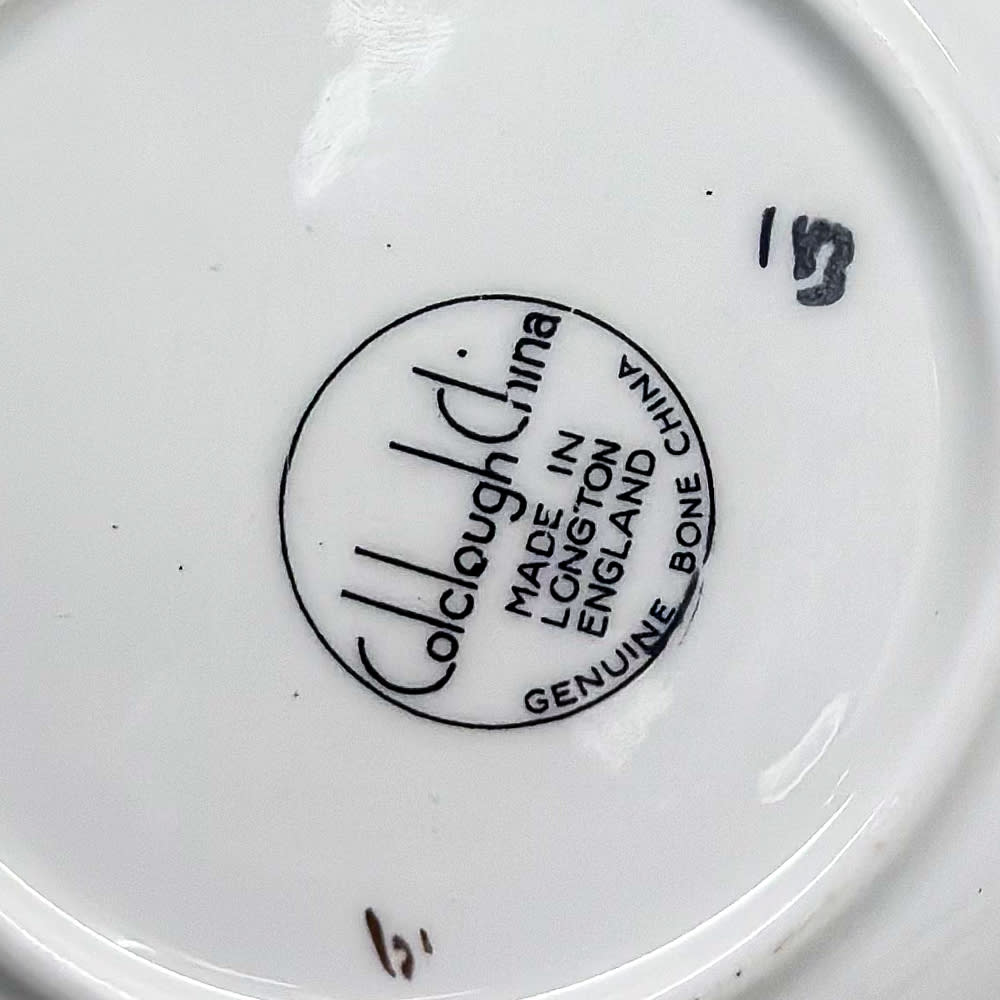 Colclough China
MADE IN
LONGTON
ENGLAND
GENUINE BONE CHINA